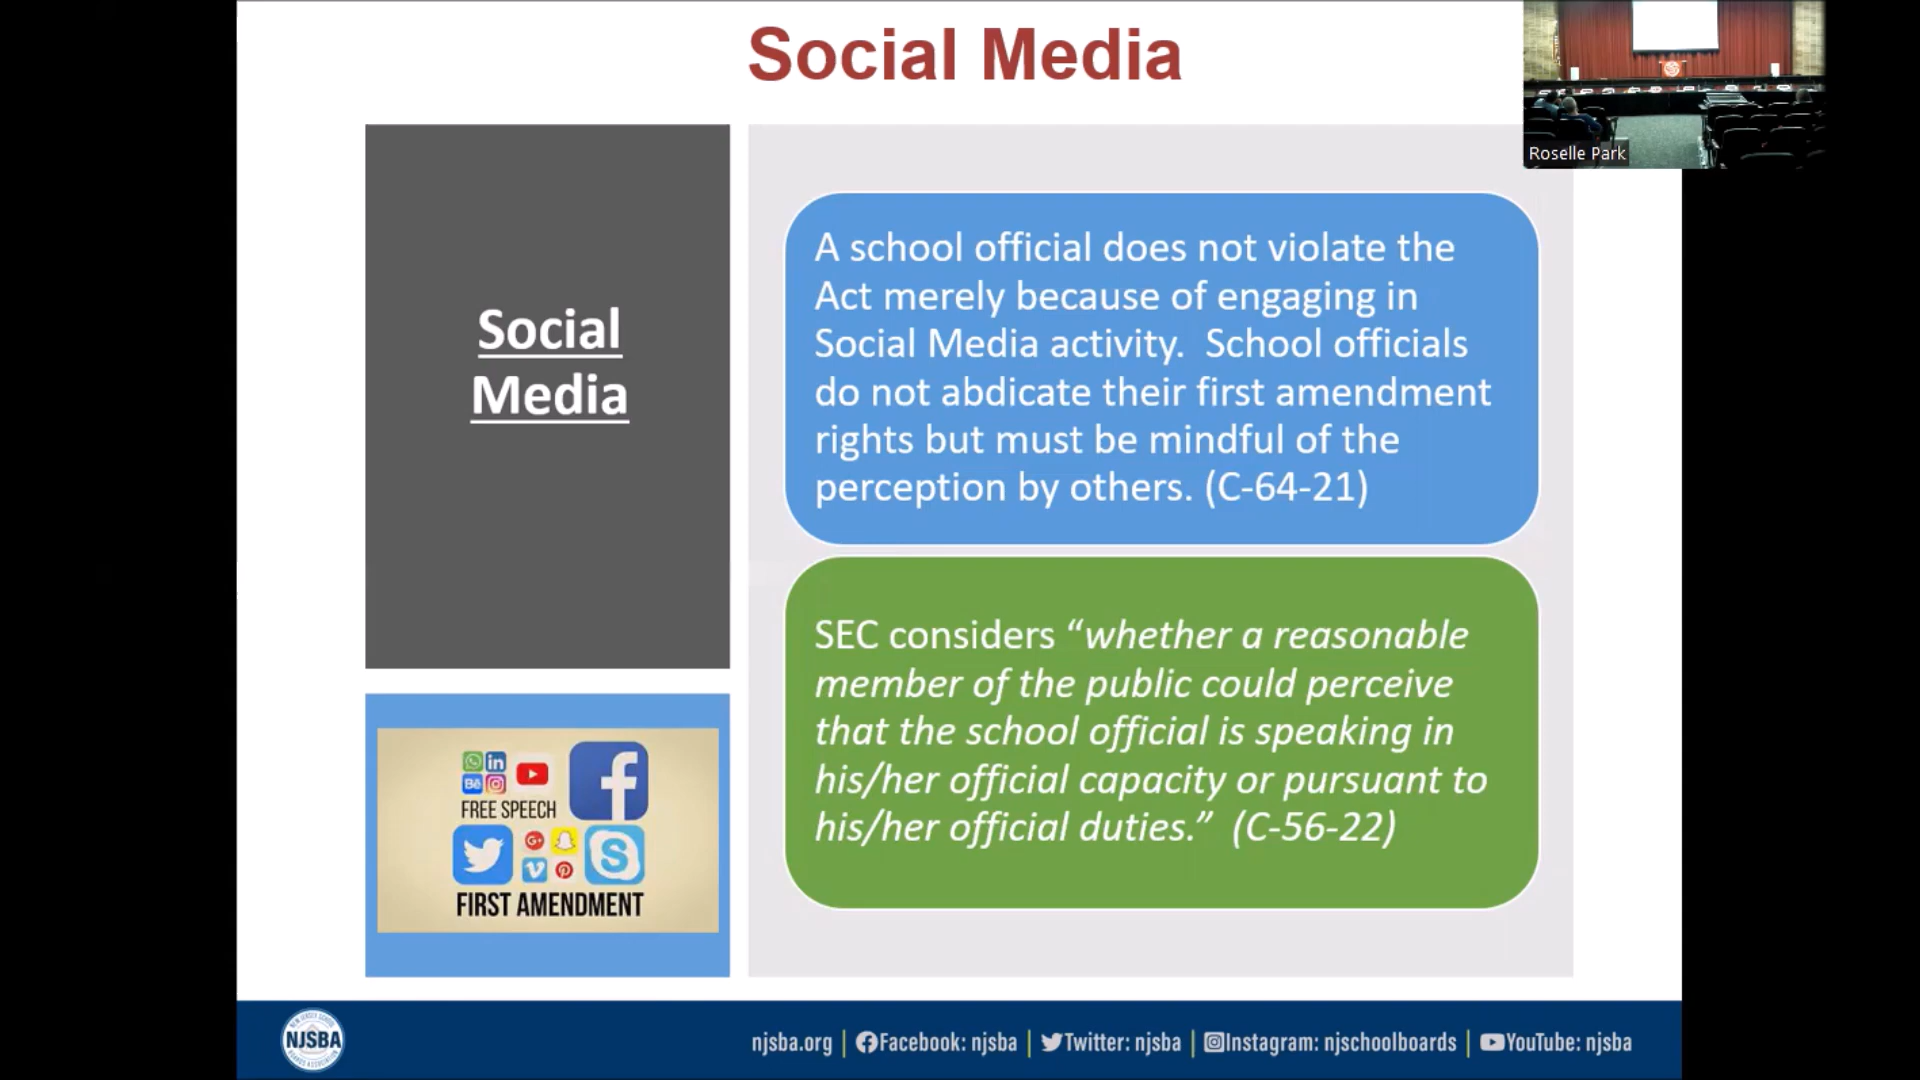 Social Media
Roselle Park
Social
Media
A school official does not violate the
Act merely because of engaging in
Social Media activity.  School officials
do not abdicate their first amendment
rights but must be mindful of the
perception by others. (C-64-21)
SEC considers “whether a reasonable
member of the public could perceive
that the school official is speaking in
his/her official capacity or pursuant to
his/her official duties.”  (C-56-22)
in
Bē
f
FREE SPEECH
G+
S
v
FIRST AMENDMENT
NJSBA
njsba.org | Facebook: njsba | Twitter: njsba | Instagram: njschoolboards | YouTube: njsba